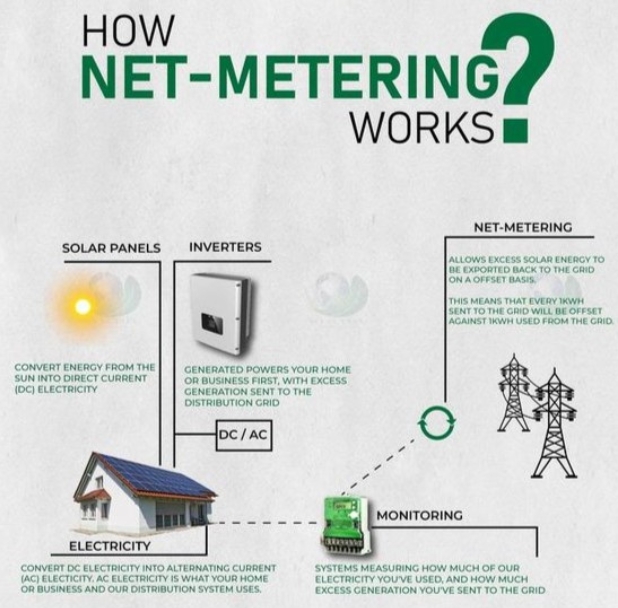 HOW
NET-METERING?
WORKS
SOLAR PANELS
CONVERT ENERGY FROM THE
SUN INTO DIRECT CURRENT
(DC) ELECTRICITY
INVERTERS
GENERATED POWERS YOUR HOME
OR BUSINESS FIRST, WITH EXCESS
GENERATION SENT TO THE
DISTRIBUTION GRID
DC / AC
NET-METERING
ALLOWS EXCESS SOLAR ENERGY TO
BE EXPORTED BACK TO THE GRID
ON A OFFSET BASIS.
THIS MEANS THAT EVERY 1KWH
SENT TO THE GRID WILL BE OFFSET
AGAINST 1KWH USED FROM THE GRID.
ELECTRICITY
CONVERT DC ELECTRICITY INTO ALTERNATING CURRENT
(AC) ELECTICITY. AC ELECTRICITY IS WHAT YOUR HOME
OR BUSINESS AND OUR DISTRIBUTION SYSTEM USES.
MONITORING
SYSTEMS MEASURING HOW MUCH OF OUR
ELECTRICITY YOU'VE USED, AND HOW MUCH
EXCESS GENERATION YOU'VE SENT TO THE GRID